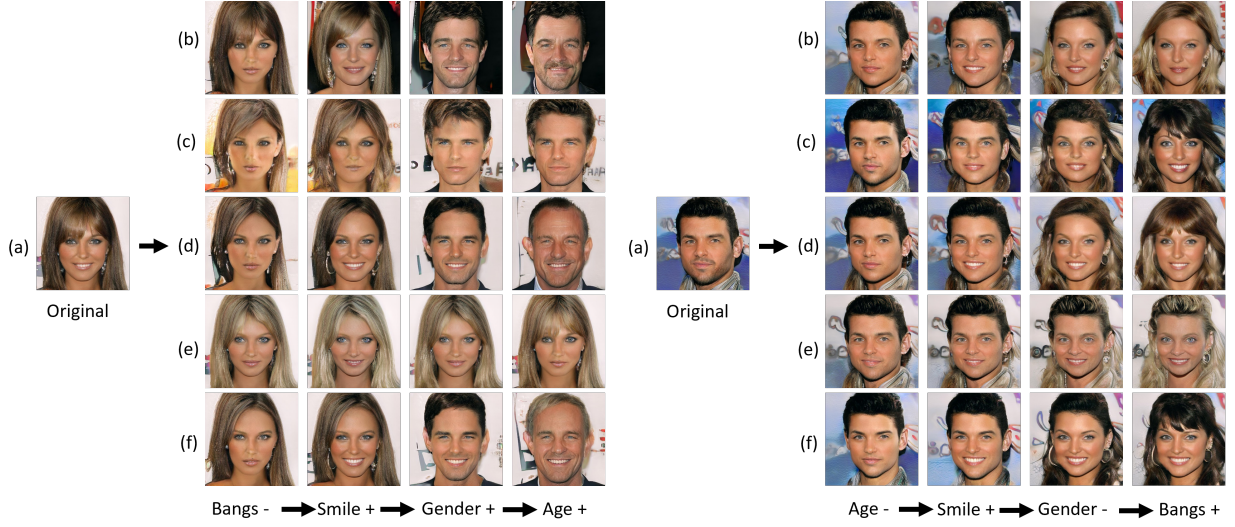 (b)
(c)
(a)
(d)
Original
(e)
(f)
Bangs - Smile + Gender + Age +
(b)
(c)
(a)
(d)
Original
(e)
(f)
Age - Smile + Gender - Bangs +